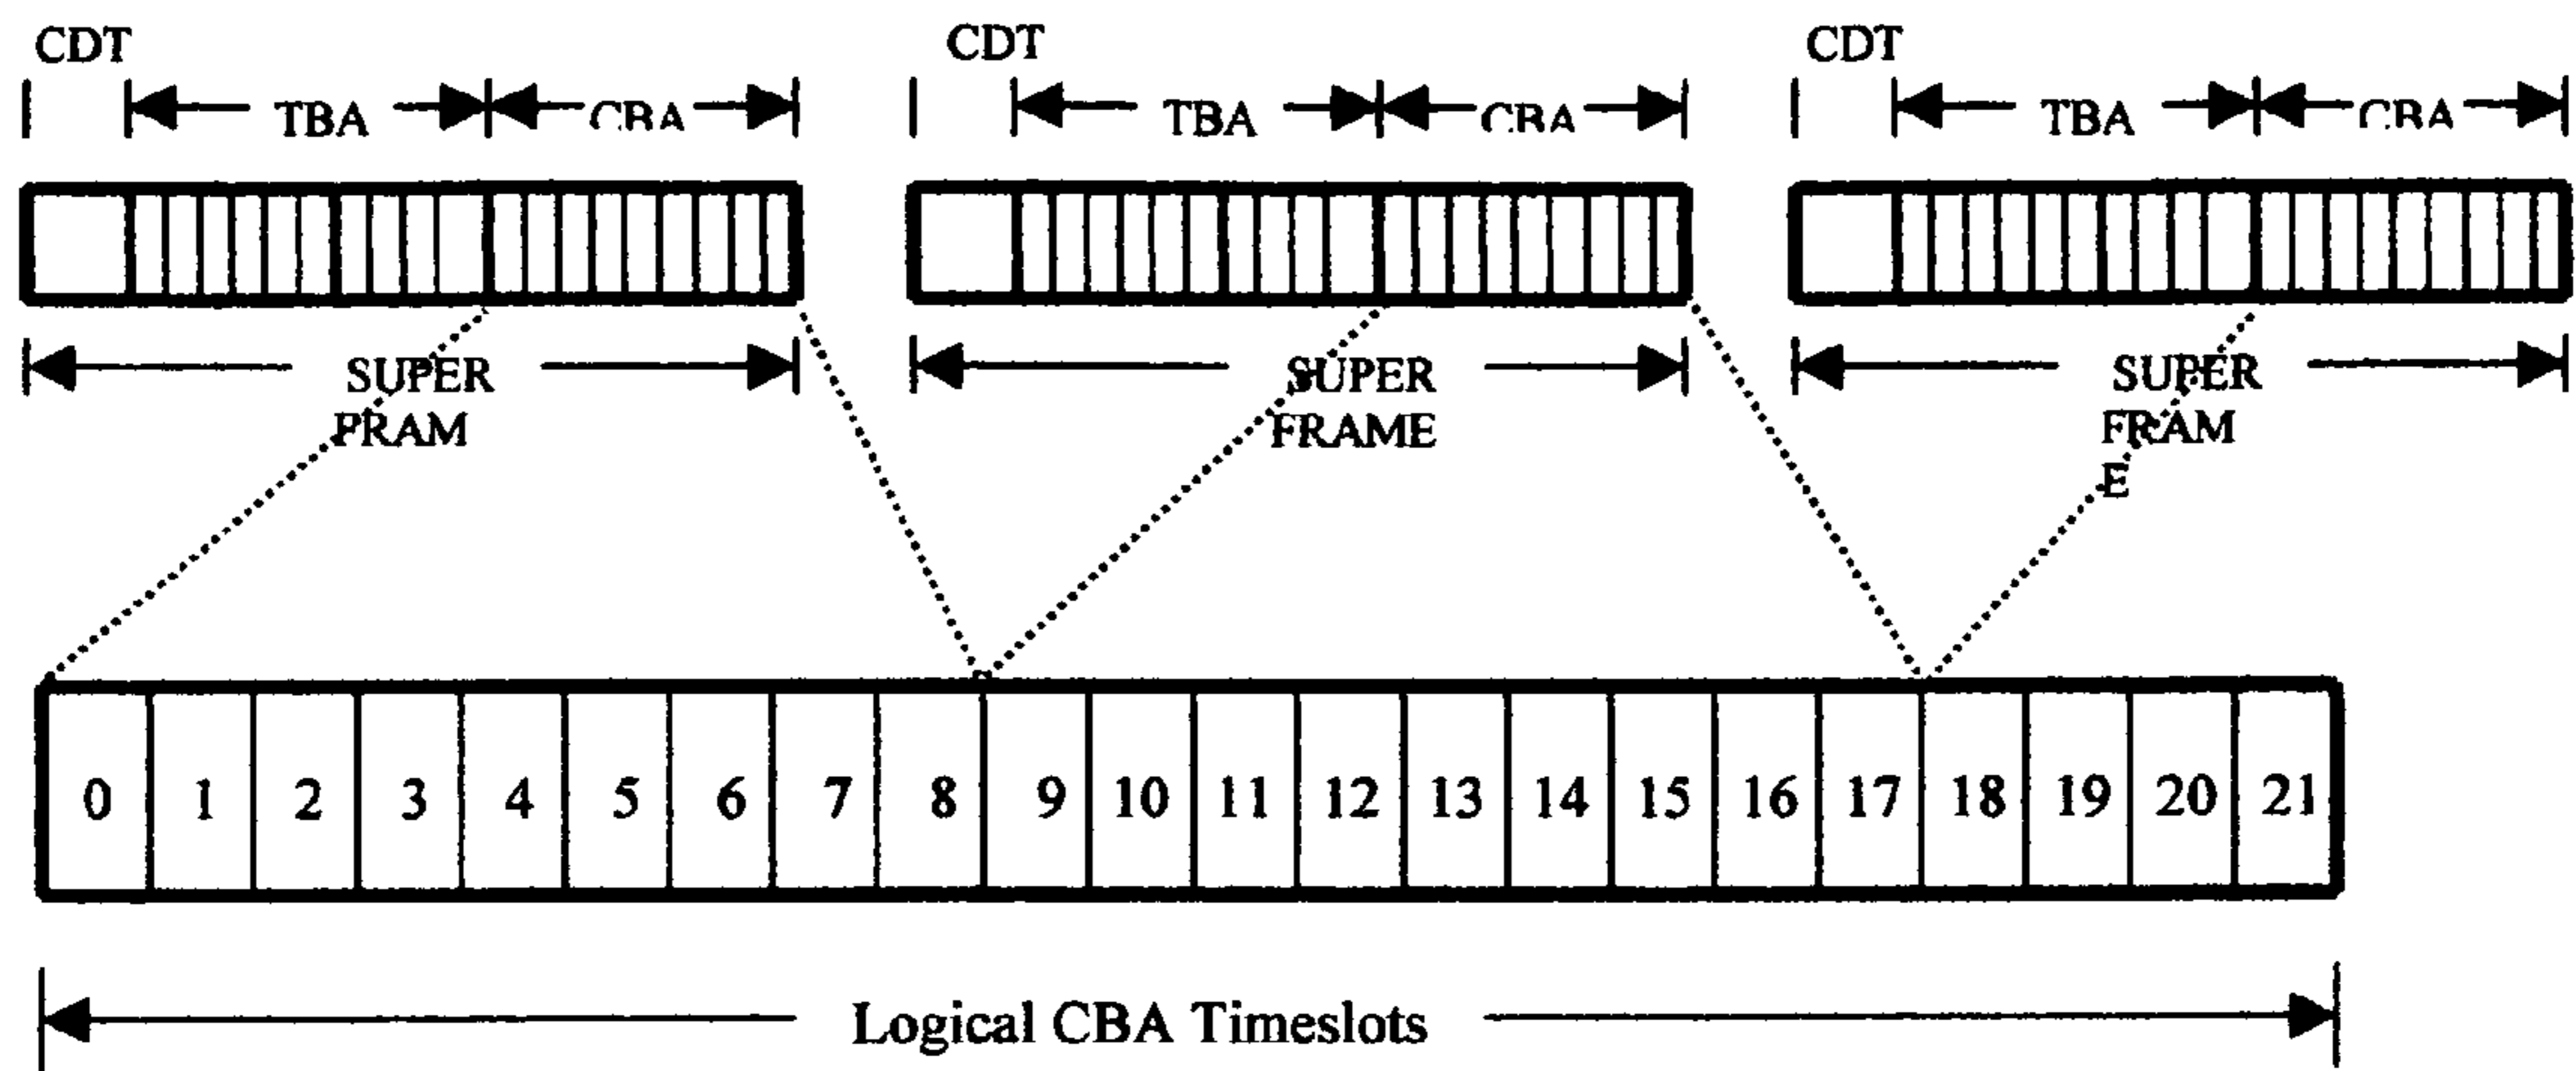 CDT CDT CDT
TBA CBA TBA CBA TBA CBA
SUPER SUPER SUPER
PRAM FRAME FRAM
E
0 1 2 3 4 5 6 7 8 9 10 11 12 13 14 15 16 17 18 19 20 21
Logical CBA Timeslots